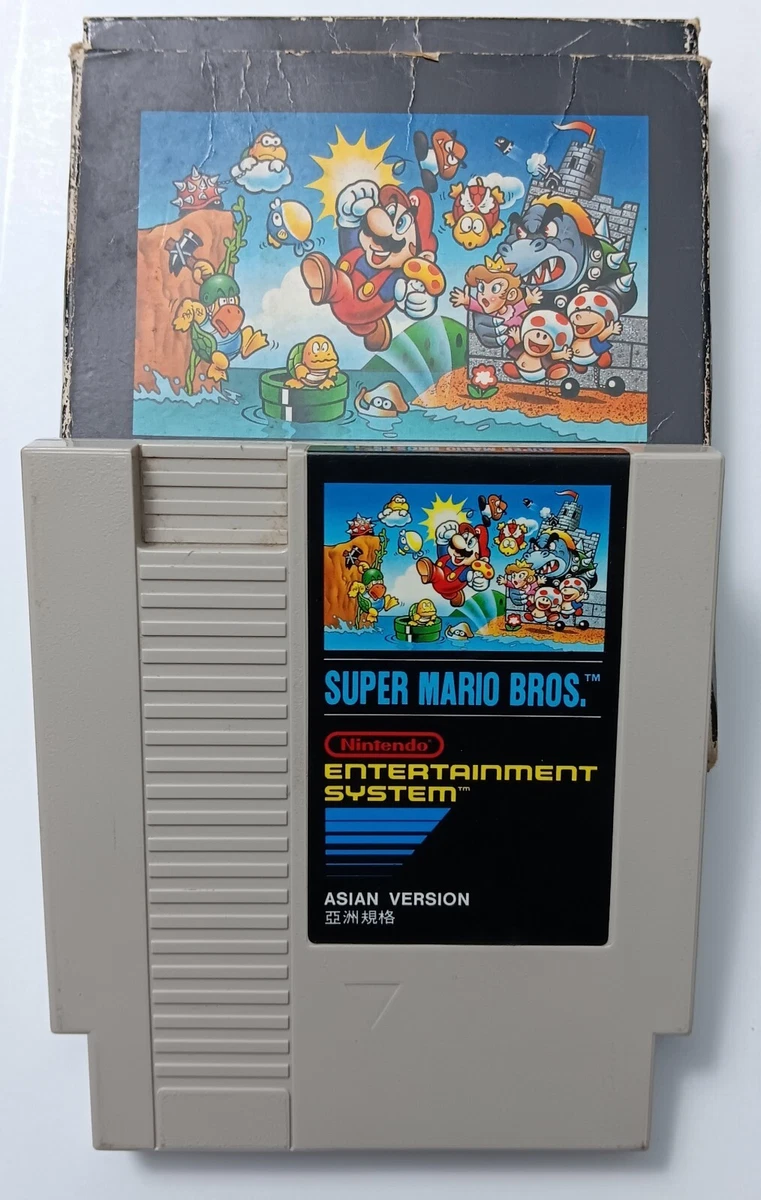 SUPER MARIO BROS.™
Nintendo®
ENTERTAINMENT
SYSTEM™
ASIAN VERSION
亞洲規格